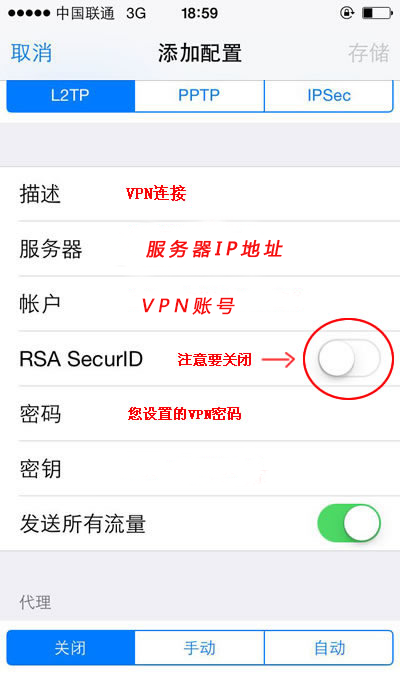 中国联通 3G 18:59
取消 添加配置 存储
L2TP PPTP IPSec
描述 VPN连接
服务器 服务器IP地址
帐户 VPN账号
RSA SecurID 注意要关闭
密码 您设置的VPN密码
密钥
发送所有流量
代理
关闭 手动 自动